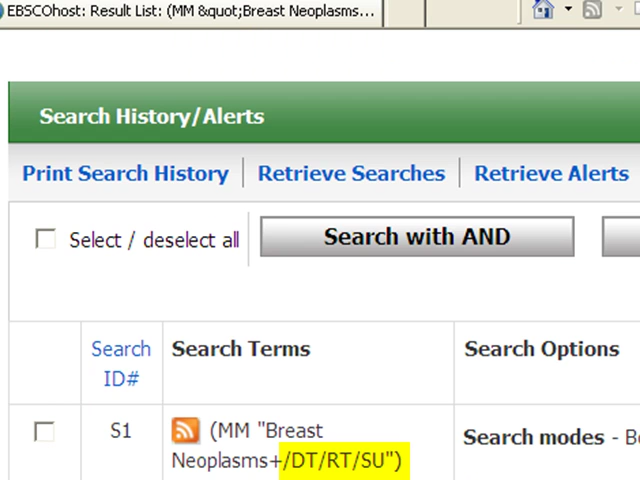 EBSCOhost: Result List: (MM &quot;Breast Neoplasms...
Search History/Alerts
Print Search History
Retrieve Searches
Retrieve Alerts
Select / deselect all
Search with AND
Search ID#
Search Terms
Search Options
S1
(MM "Breast
Neoplasms+/DT/RT/SU")
Search modes -